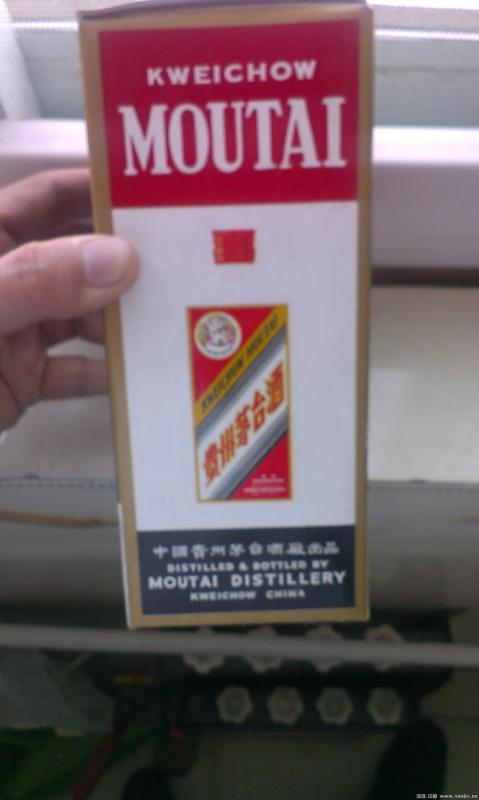 KWEICHOW
MOUTAI
KWEICHOW MOUTAI
贵州茅台酒
中國貴州茅台酒廠出品
DISTILLED & BOTTLED BY
MOUTAI DISTILLERY
KWEICHOW CHINA